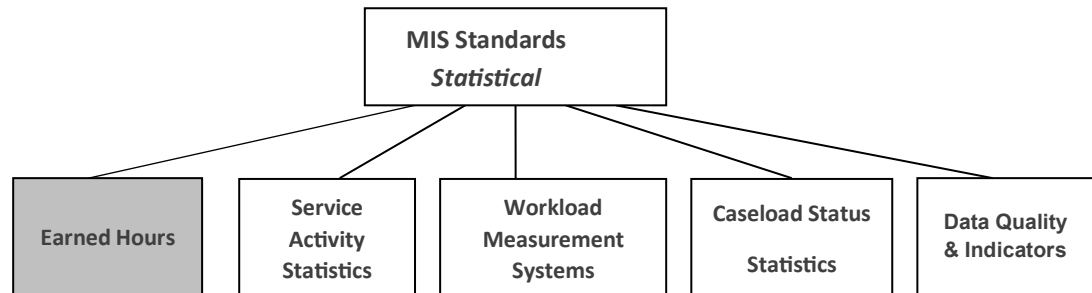 MIS Standards
Statistical
Earned Hours
Service
Activity
Statistics
Workload
Measurement
Systems
Caseload Status
Statistics
Data Quality
& Indicators